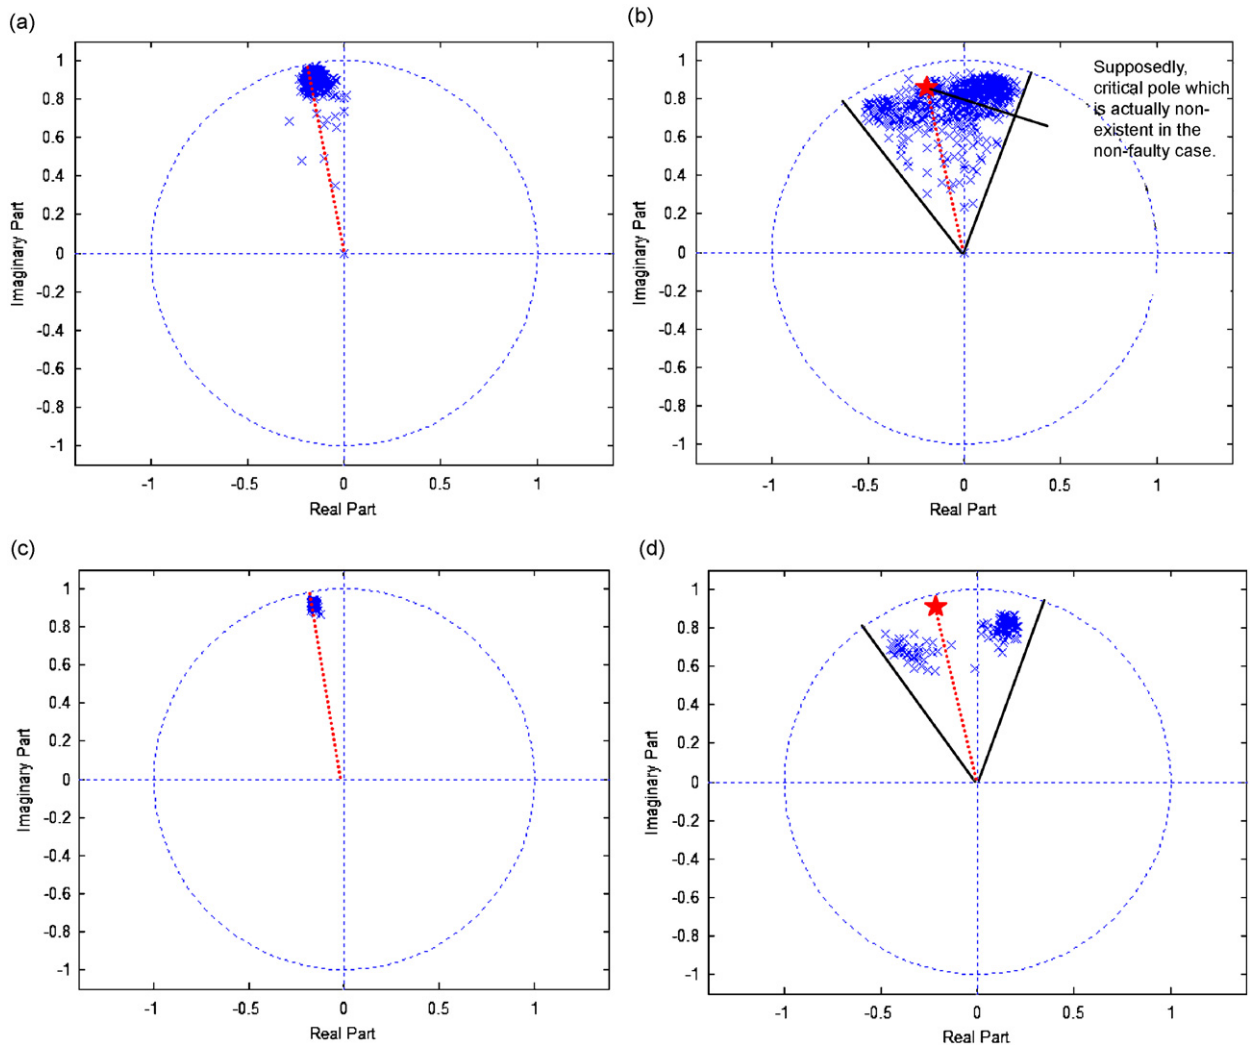 (a)
1
0.8
0.6
0.4
0.2
0
-0.2
-0.4
-0.6
-0.8
-1
Imaginary Part
-1 -0.5 0 0.5 1
Real Part
(b)
1
0.8
0.6
0.4
0.2
0
-0.2
-0.4
-0.6
-0.8
-1
Imaginary Part
-1 -0.5 0 0.5 1
Real Part
Supposedly,
critical pole which
is actually non-
existent in the
non-faulty case.
(c)
1
0.8
0.6
0.4
0.2
0
-0.2
-0.4
-0.6
-0.8
-1
Imaginary Part
-1 -0.5 0 0.5 1
Real Part
(d)
1
0.8
0.6
0.4
0.2
0
-0.2
-0.4
-0.6
-0.8
-1
Imaginary Part
-1 -0.5 0 0.5 1
Real Part